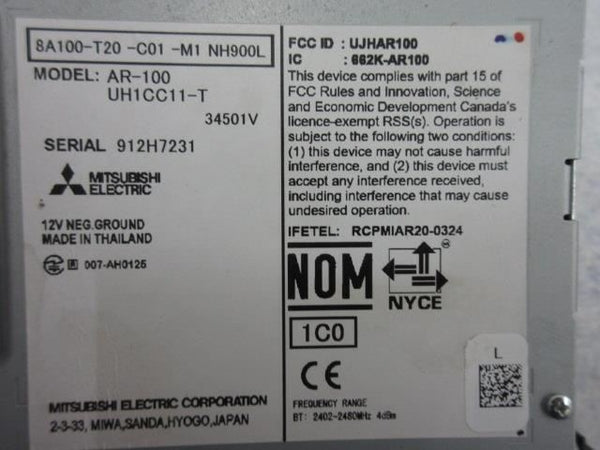 8A100-T20 -C01 -M1 NH900L
MODEL: AR-100
UH1CC11-T
34501V
SERIAL 912H7231
MITSUBISHI
ELECTRIC
12V NEG.GROUND
MADE IN THAILAND
R 007-AH0125
MITSUBISHI ELECTRIC CORPORATION
2-3-33, MIWA,SANDA,HYOGO,JAPAN
FCC ID : UJHAR100
IC : 662K-AR100
This device complies with part 15 of
FCC Rules and Innovation, Science
and Economic Development Canada's
licence-exempt RSS(s). Operation is
subject to the following two conditions:
(1) this device may not cause harmful
interference, and (2) this device must
accept any interference received,
including interference that may cause
undesired operation.
IFETEL: RCPMIAR20-0324
NOM
NYCE
1C0
CE
FREQUENCY RANGE
BT: 2402-2480MHz 4dBm
L